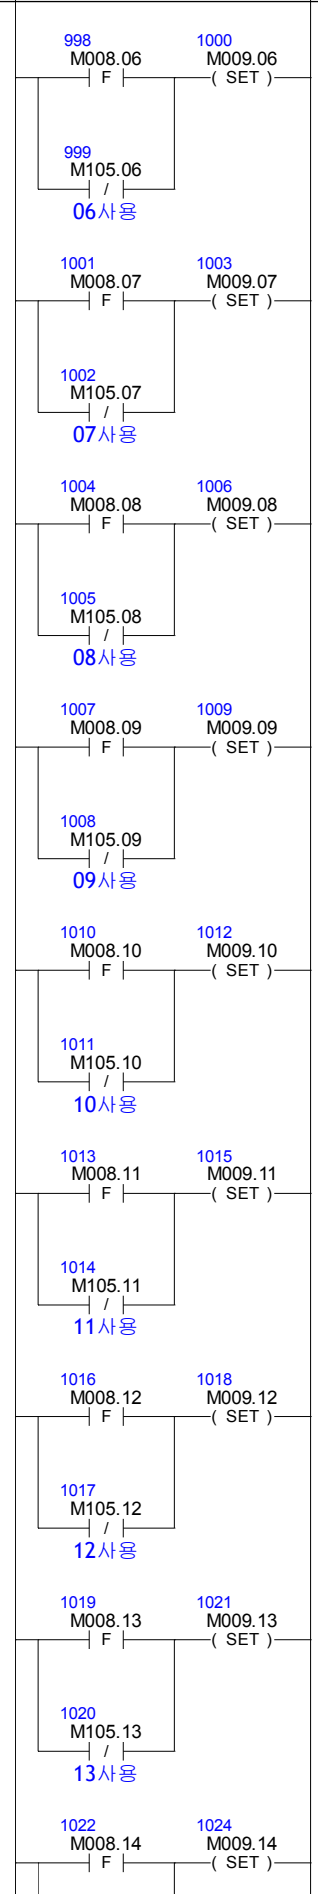 998 1000
M008.06 M009.06
F ( SET )
999
M105.06
/
06사용
1001 1003
M008.07 M009.07
F ( SET )
1002
M105.07
/
07사용
1004 1006
M008.08 M009.08
F ( SET )
1005
M105.08
/
08사용
1007 1009
M008.09 M009.09
F ( SET )
1008
M105.09
/
09사용
1010 1012
M008.10 M009.10
F ( SET )
1011
M105.10
/
10사용
1013 1015
M008.11 M009.11
F ( SET )
1014
M105.11
/
11사용
1016 1018
M008.12 M009.12
F ( SET )
1017
M105.12
/
12사용
1019 1021
M008.13 M009.13
F ( SET )
1020
M105.13
/
13사용
1022 1024
M008.14 M009.14
F ( SET )